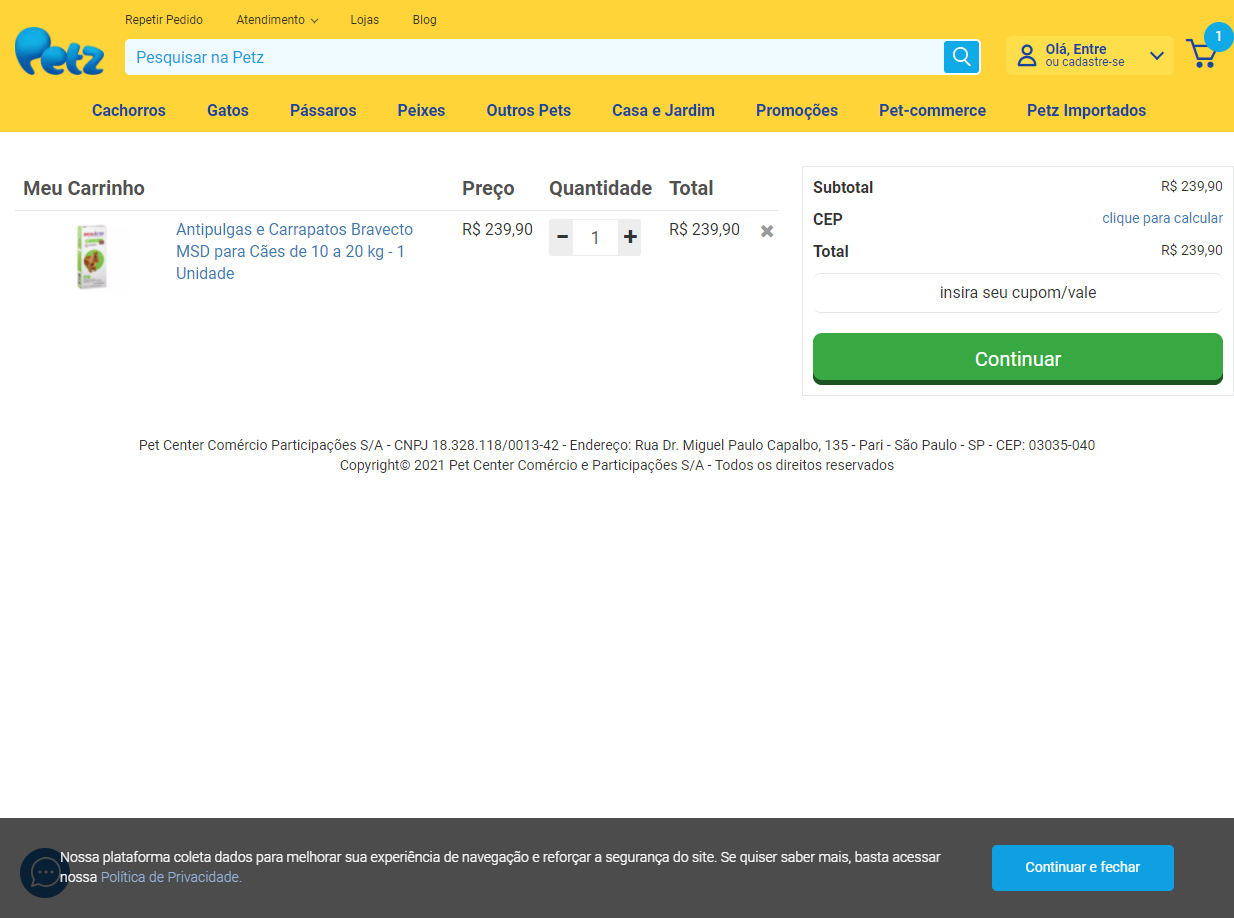 Repetir Pedido Atendimento Lojas Blog
Petz
Pesquisar na Petz
Olá, Entre
ou cadastre-se
1
Cachorros Gatos Pássaros Peixes Outros Pets Casa e Jardim Promoções Pet-commerce Petz Importados
Meu Carrinho Preço Quantidade Total
Antipulgas e Carrapatos Bravecto
MSD para Cães de 10 a 20 kg - 1
Unidade
R$ 239,90
1
R$ 239,90
Subtotal R$ 239,90
CEP clique para calcular
Total R$ 239,90
insira seu cupom/vale
Continuar
Pet Center Comércio Participações S/A - CNPJ 18.328.118/0013-42 - Endereço: Rua Dr. Miguel Paulo Capalbo, 135 - Pari - São Paulo - SP - CEP: 03035-040
Copyright© 2021 Pet Center Comércio e Participações S/A - Todos os direitos reservados
Nossa plataforma coleta dados para melhorar sua experiência de navegação e reforçar a segurança do site. Se quiser saber mais, basta acessar
nossa Política de Privacidade.
Continuar e fechar